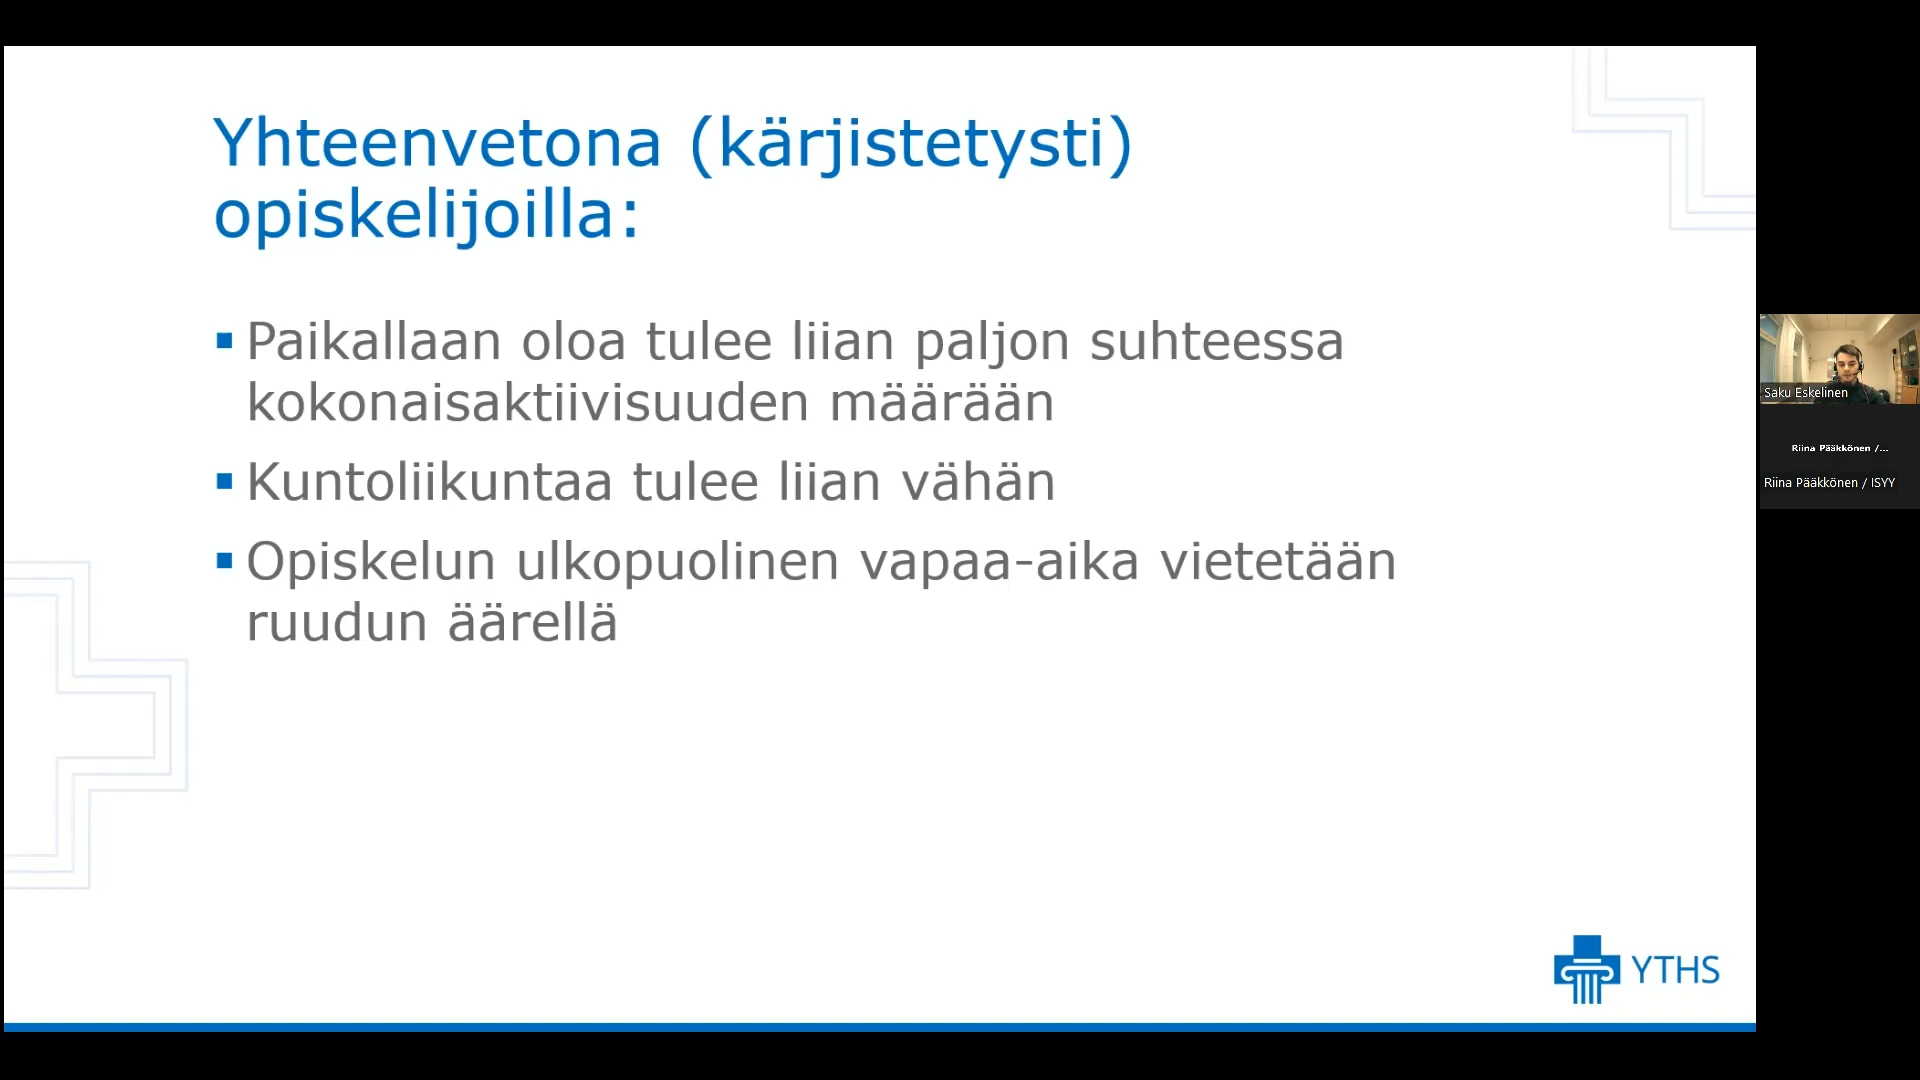 Yhteenvetona (kärjistetysti)
opiskelijoilla:
Paikallaan oloa tulee liian paljon suhteessa
kokonaisaktiivisuuden määrään
Kuntoliikuntaa tulee liian vähän
Opiskelun ulkopuolinen vapaa-aika vietetään
ruudun äärellä
YTHS
Saku Eskelinen
Riina Pääkkönen /...
Riina Pääkkönen / ISYY